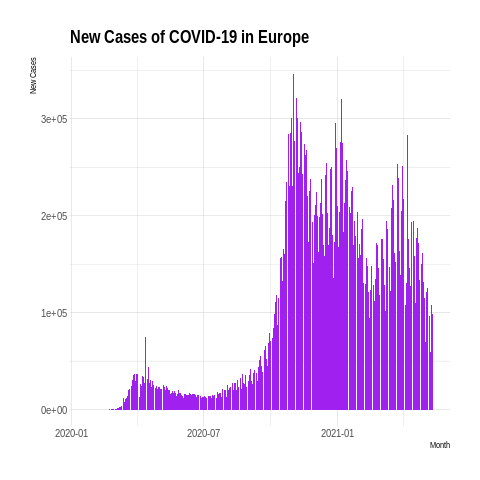 New Cases of COVID-19 in Europe
New Cases
3e+05
2e+05
1e+05
0e+00
2020-01
2020-07
2021-01
Month